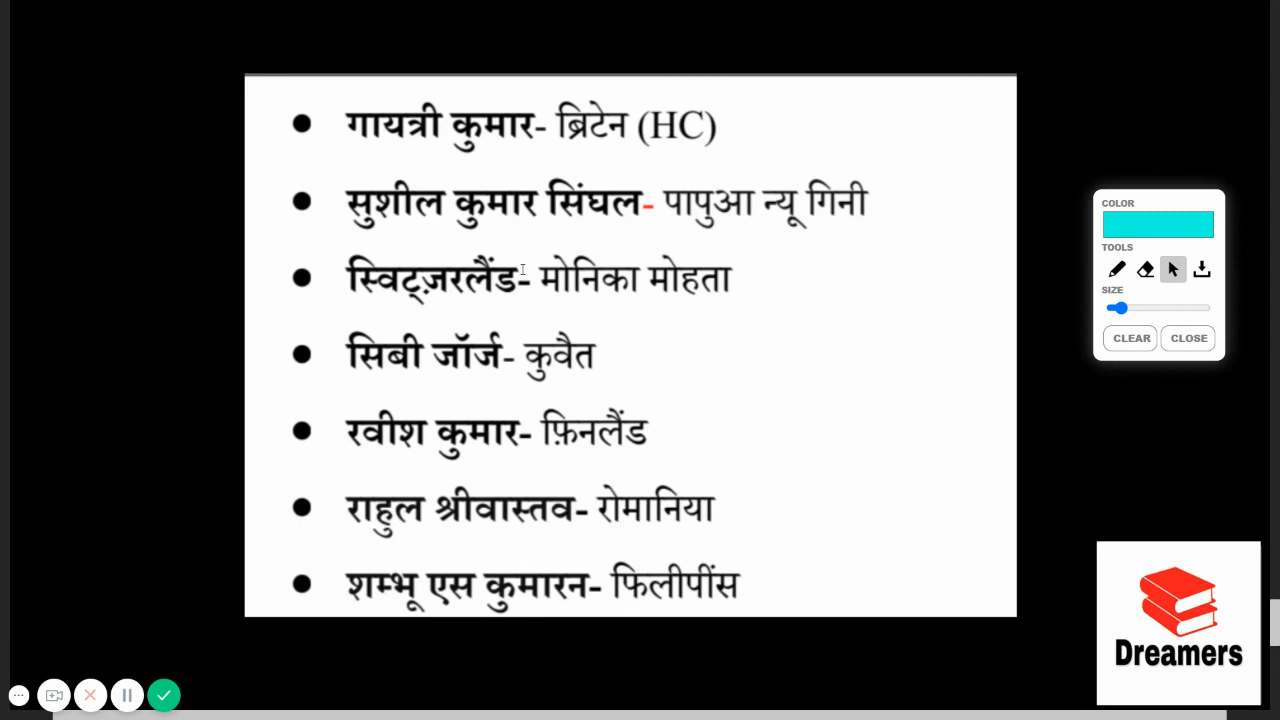 गायत्री कुमार- ब्रिटेन (HC)
सुशील कुमार सिंघल- पापुआ न्यू गिनी
स्विट्ज़रलैंड- मोनिका मोहता
सिबी जॉर्ज- कुवैत
रवीश कुमार- फ़िनलैंड
राहुल श्रीवास्तव- रोमानिया
शम्भू एस कुमारन- फिलीपींस
COLOR
TOOLS
SIZE
CLEAR CLOSE
Dreamers